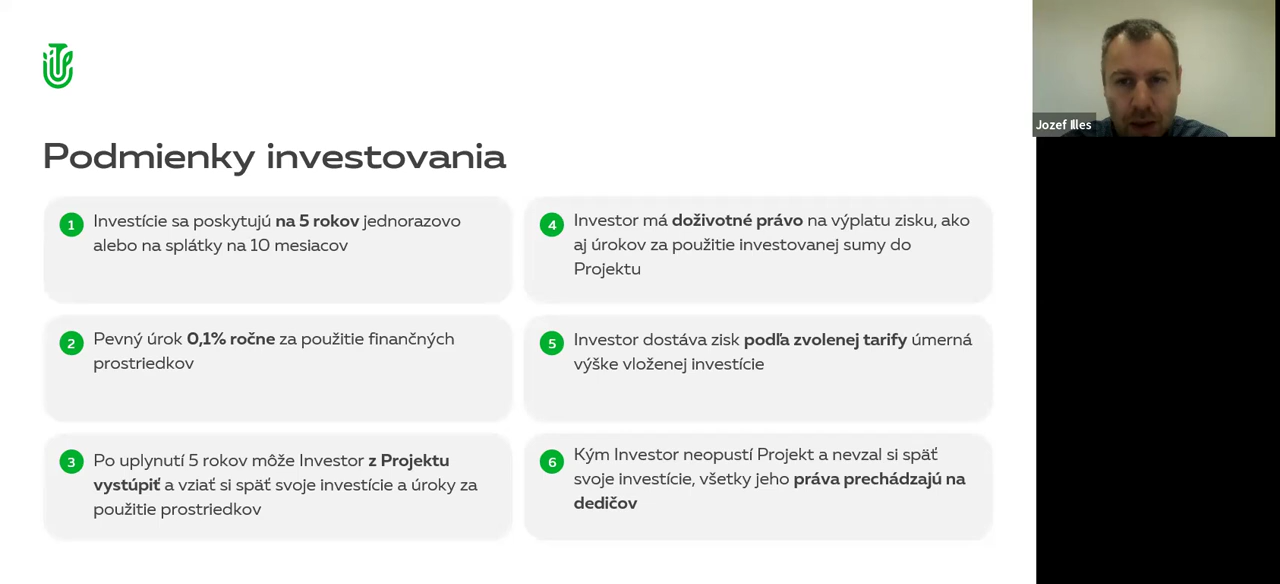 Podmienky investovania
1
Investície sa poskytujú na 5 rokov jednorazovo
alebo na splátky na 10 mesiacov
2
Pevný úrok 0,1% ročne za použitie finančných
prostriedkov
3
Po uplynutí 5 rokov môže Investor z Projektu
vystúpiť a vziať si späť svoje investície a úroky za
použitie prostriedkov
4
Investor má doživotné právo na výplatu zisku, ako
aj úrokov za použitie investovanej sumy do
Projektu
5
Investor dostáva zisk podľa zvolenej tarify úmerná
výške vloženej investície
6
Kým Investor neopustí Projekt a nevzal si späť
svoje investície, všetky jeho práva prechádzajú na
dedičov
Jozef Illes